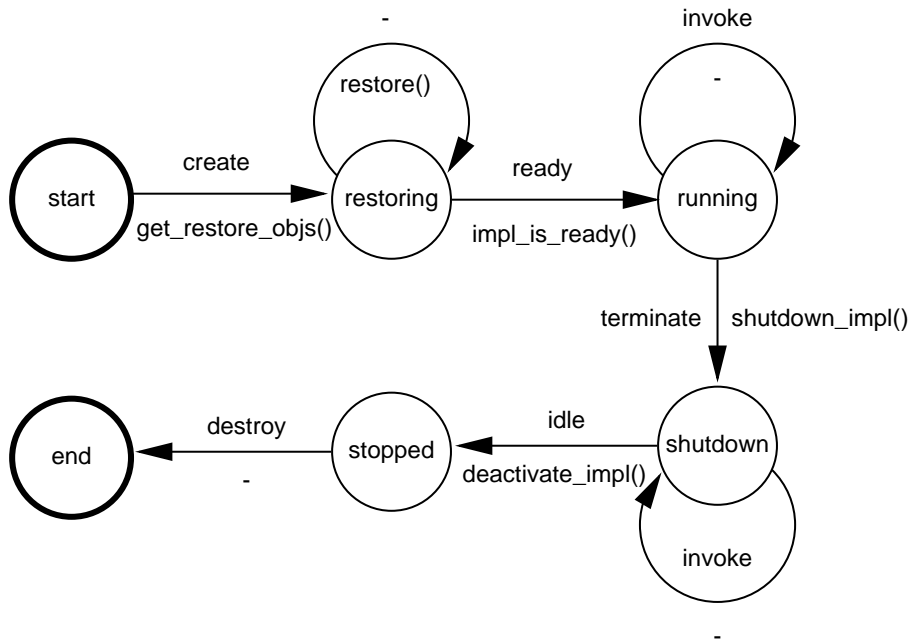 -
invoke
restore()
-
create
ready
start
restoring
running
get_restore_objs()
impl_is_ready()
terminate
shutdown_impl()
destroy
idle
end
stopped
shutdown
-
deactivate_impl()
invoke
-